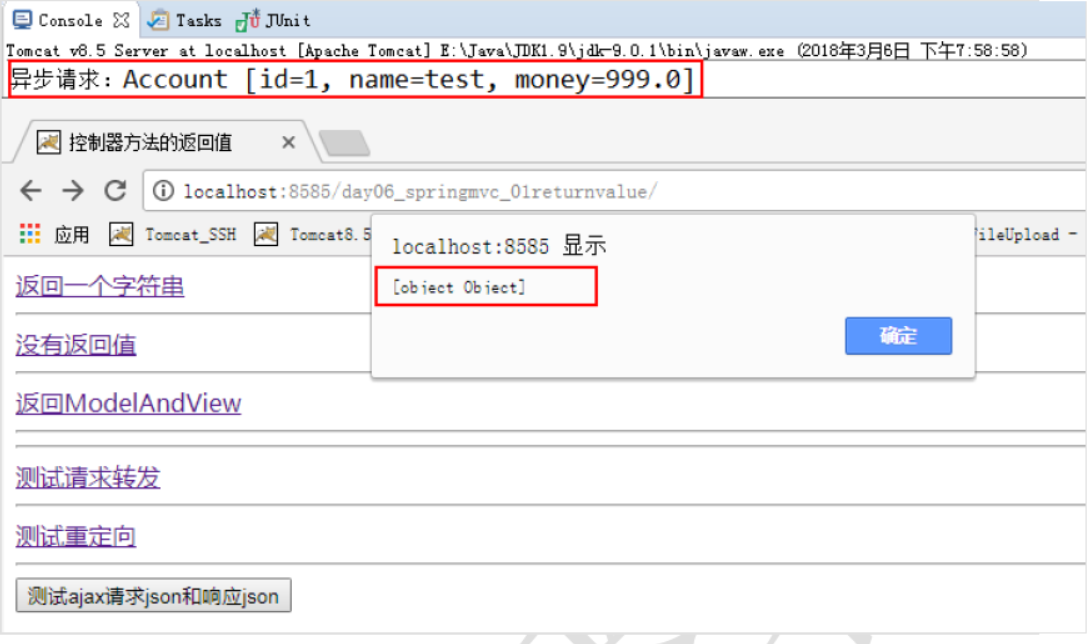 Console Tasks JUnit
Tomcat v8.5 Server at localhost [Apache Tomcat] E:\Java\JDK1.9\jdk-9.0.1\bin\javaw.exe (2018年3月6日 下午7:58:58)
异步请求：Account [id=1, name=test, money=999.0]
控制器方法的返回值
localhost:8585/day06_springmvc_01returnvalue/
应用 Tomcat_SSH Tomcat8.5 ileUpload -
localhost:8585 显示
[object Object]
确定
返回一个字符串
没有返回值
返回ModelAndView
测试请求转发
测试重定向
测试ajax请求json和响应json